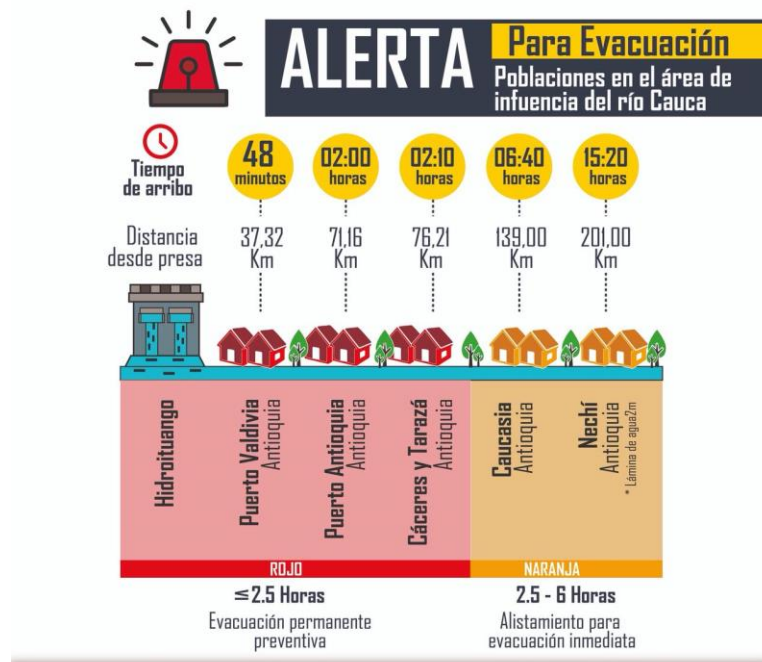 ALERTA
Para Evacuación
Poblaciones en el área de
infuencia del río Cauca
Tiempo
de arribo
48
minutos
02:00
horas
02:10
horas
06:40
horas
15:20
horas
Distancia
desde presa
37,32
Km
71,16
Km
76,21
Km
139,00
Km
201,00
Km
Hidroituango
Puerto Valdivia
Antioquia
Puerto Antioquia
Antioquia
Cáceres y Tarazá
Antioquia
Caucasia
Antioquia
Nechí
Antioquia
* Lámina de agua2m
ROJO
NARANJA
≤2.5 Horas
Evacuación permanente
preventiva
2.5 - 6 Horas
Alistamiento para
evacuación inmediata